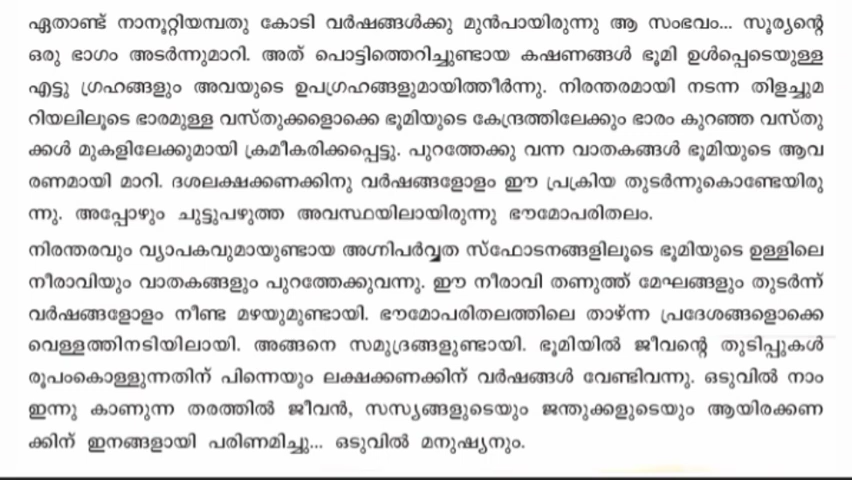 ഏതാണ്ട് നാനൂറ്റിയമ്പതു കോടി വർഷങ്ങൾക്കു മുൻപായിരുന്നു ആ സംഭവം... സൂര്യന്റെ
ഒരു ഭാഗം അടർന്നുമാറി. അത് പൊട്ടിത്തെറിച്ചുണ്ടായ കഷണങ്ങൾ ഭൂമി ഉൾപ്പെടെയുള്ള
എട്ടു ഗ്രഹങ്ങളും അവയുടെ ഉപഗ്രഹങ്ങളുമായിത്തീർന്നു. നിരന്തരമായി നടന്ന തിളച്ചുമ
റിയലിലൂടെ ഭാരമുള്ള വസ്തുക്കളൊക്കെ ഭൂമിയുടെ കേന്ദ്രത്തിലേക്കും ഭാരം കുറഞ്ഞ വസ്തു
ക്കൾ മുകളിലേക്കുമായി ക്രമീകരിക്കപ്പെട്ടു. പുറത്തേക്കു വന്ന വാതകങ്ങൾ ഭൂമിയുടെ ആവ
രണമായി മാറി. ദശലക്ഷക്കണക്കിനു വർഷങ്ങളോളം ഈ പ്രക്രിയ തുടർന്നുകൊണ്ടേയിരു
ന്നു. അപ്പോഴും ചുട്ടുപഴുത്ത അവസ്ഥയിലായിരുന്നു ഭൗമോപരിതലം.
നിരന്തരവും വ്യാപകവുമായുണ്ടായ അഗ്നിപർവ്വത സ്ഫോടനങ്ങളിലൂടെ ഭൂമിയുടെ ഉള്ളിലെ
നീരാവിയും വാതകങ്ങളും പുറത്തേക്കുവന്നു. ഈ നീരാവി തണുത്ത് മേഘങ്ങളും തുടർന്ന്
വർഷങ്ങളോളം നീണ്ട മഴയുമുണ്ടായി. ഭൗമോപരിതലത്തിലെ താഴ്ന്ന പ്രദേശങ്ങളൊക്കെ
വെള്ളത്തിനടിയിലായി. അങ്ങനെ സമുദ്രങ്ങളുണ്ടായി. ഭൂമിയിൽ ജീവന്റെ തുടിപ്പുകൾ
രൂപംകൊള്ളുന്നതിന് പിന്നെയും ലക്ഷക്കണക്കിന് വർഷങ്ങൾ വേണ്ടിവന്നു. ഒടുവിൽ നാം
ഇന്നു കാണുന്ന തരത്തിൽ ജീവൻ, സസ്യങ്ങളുടെയും ജന്തുക്കളുടെയും ആയിരക്കണ
ക്കിന് ഇനങ്ങളായി പരിണമിച്ചു... ഒടുവിൽ മനുഷ്യനും.